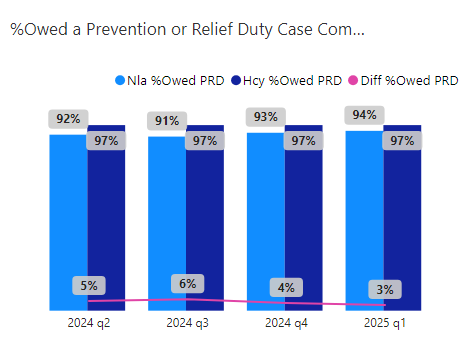 %Owed a Prevention or Relief Duty Case Com...
Nla %Owed PRD Hcy %Owed PRD Diff %Owed PRD
92% 91% 93% 94%
97% 97% 97% 97%
5% 6% 4% 3%
2024 q2 2024 q3 2024 q4 2025 q1